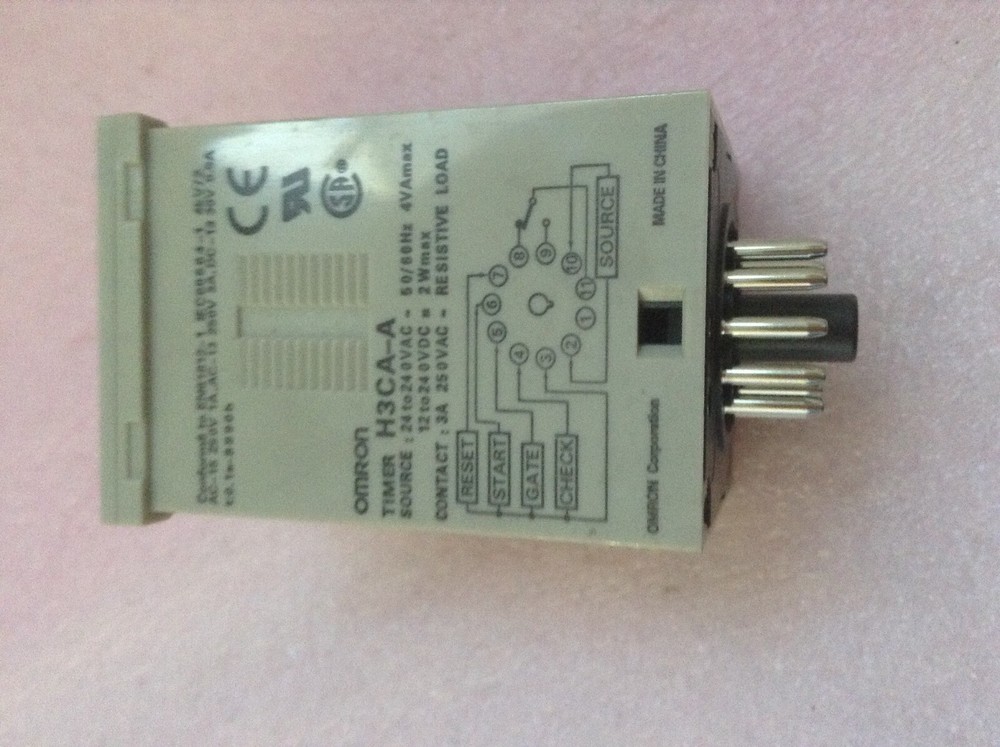 CE
SA®
OMRON
TIMER H3CA-A
SOURCE : 24 to 240VAC ~ 50/60Hz 4VAmax
12 to 240VDC 2Wmax
CONTACT : 3A 250VAC ~ RESISTIVE LOAD
RESET
START
GATE
CHECK
SOURCE
1
2
3
4
5
6
7
8
9
10
11
OMRON Corporation
MADE IN CHINA